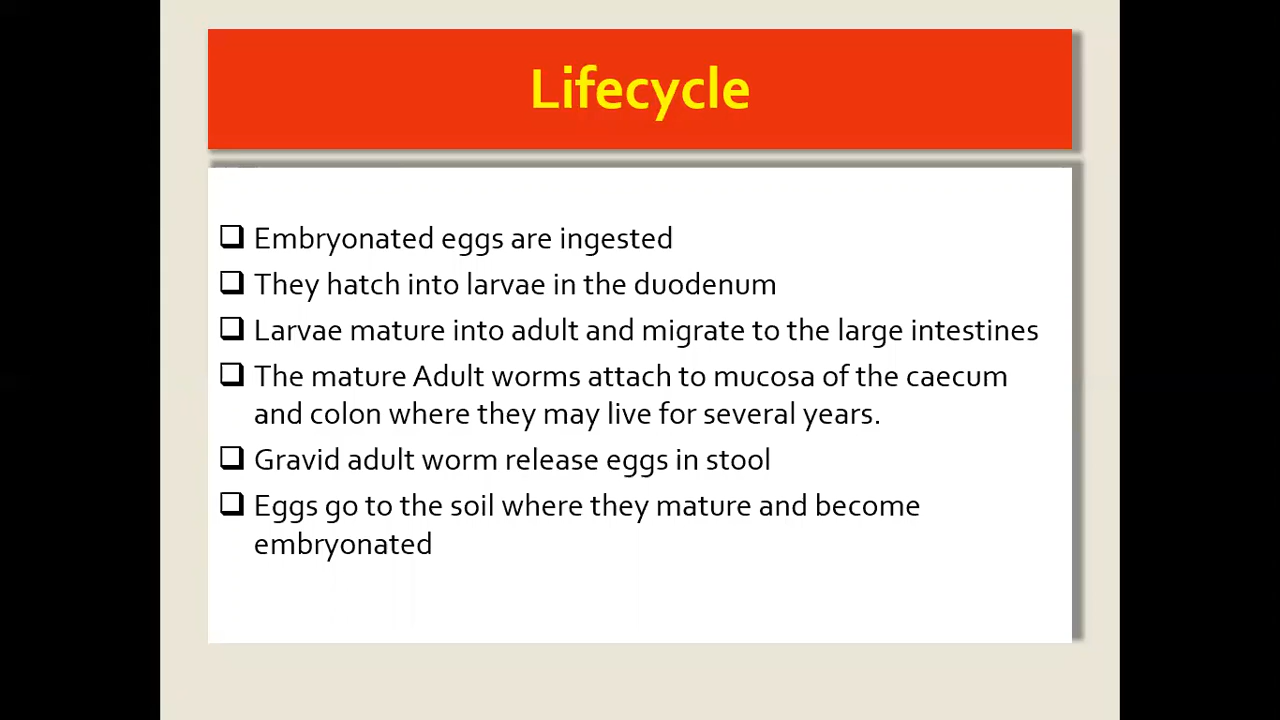 Lifecycle
❑ Embryonated eggs are ingested
❑ They hatch into larvae in the duodenum
❑ Larvae mature into adult and migrate to the large intestines
❑ The mature Adult worms attach to mucosa of the caecum
and colon where they may live for several years.
❑ Gravid adult worm release eggs in stool
❑ Eggs go to the soil where they mature and become
embryonated